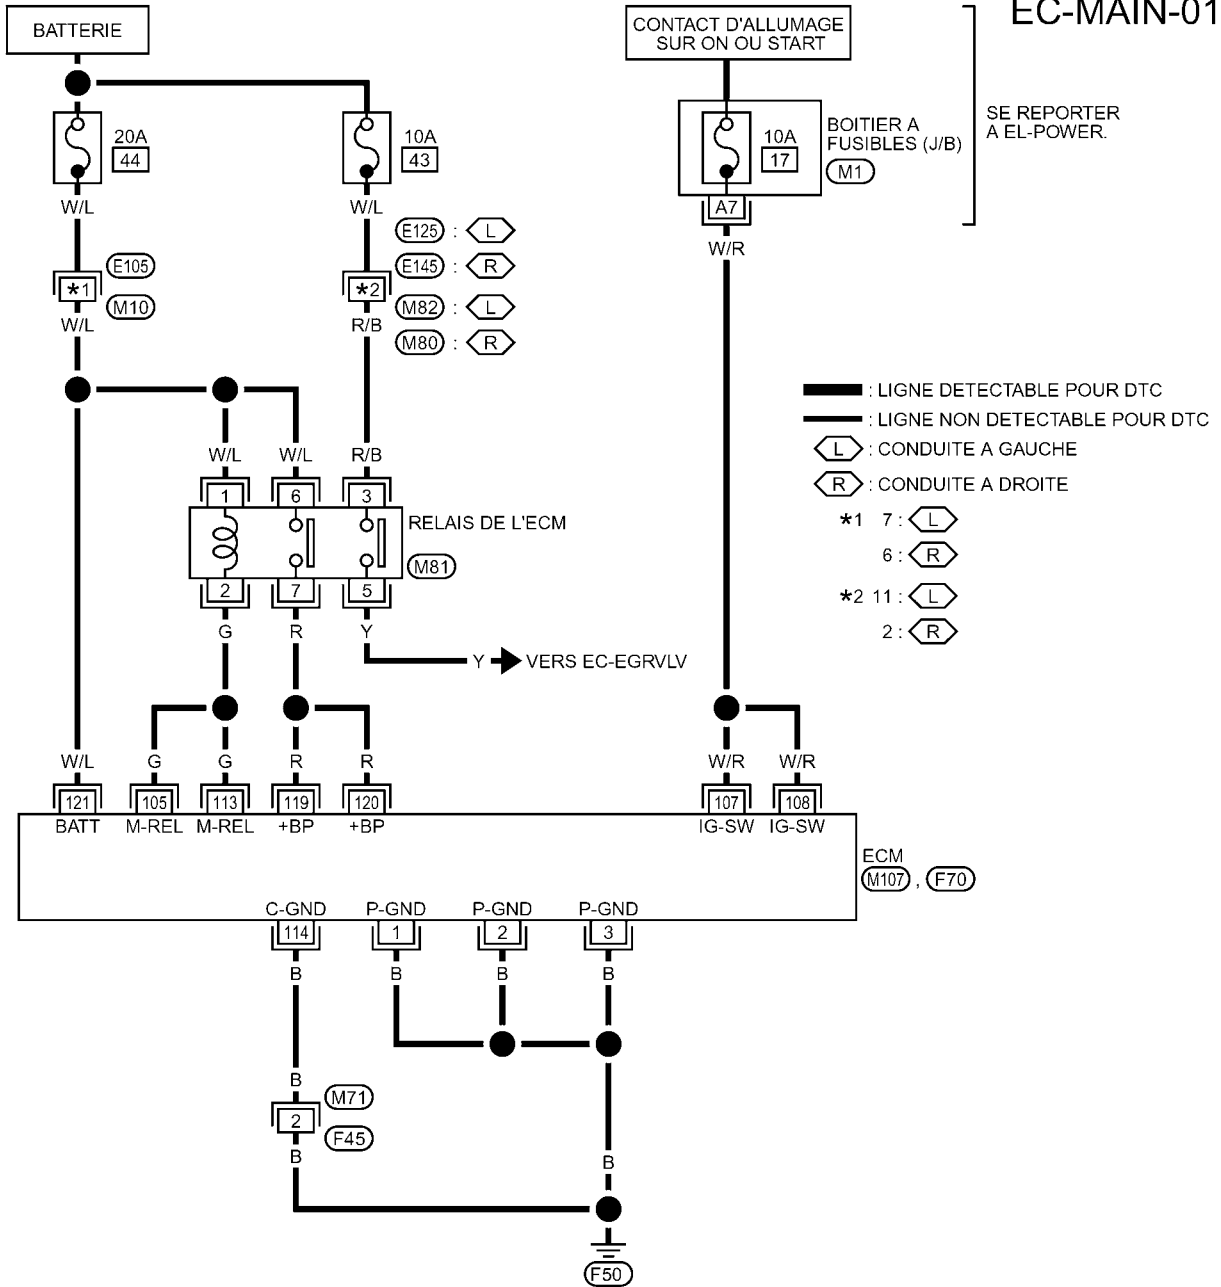 EC-MAIN-01
BATTERIE
CONTACT D'ALLUMAGE
SUR ON OU START
20A
44
10A
43
10A
17
BOITIER A
FUSIBLES (J/B)
M1
SE REPORTER
A EL-POWER.
A7
W/L
W/L
W/R
E125 : L
E145 : R
M82 : L
M80 : R
E105
*1
M10
*2
W/L
R/B
: LIGNE DETECTABLE POUR DTC
: LIGNE NON DETECTABLE POUR DTC
L : CONDUITE A GAUCHE
R : CONDUITE A DROITE
*1 7 : L
6 : R
*2 11 : L
2 : R
W/L W/L R/B
1 6 3
RELAIS DE L'ECM
M81
2 7 5
G R Y
Y VERS EC-EGRVLV
W/L G G R R W/R W/R
121 105 113 119 120 107 108
BATT M-REL M-REL +BP +BP IG-SW IG-SW
ECM
M107 , F70
C-GND P-GND P-GND P-GND
114 1 2 3
B B B B
B
M71
2
F45
B
B
F50